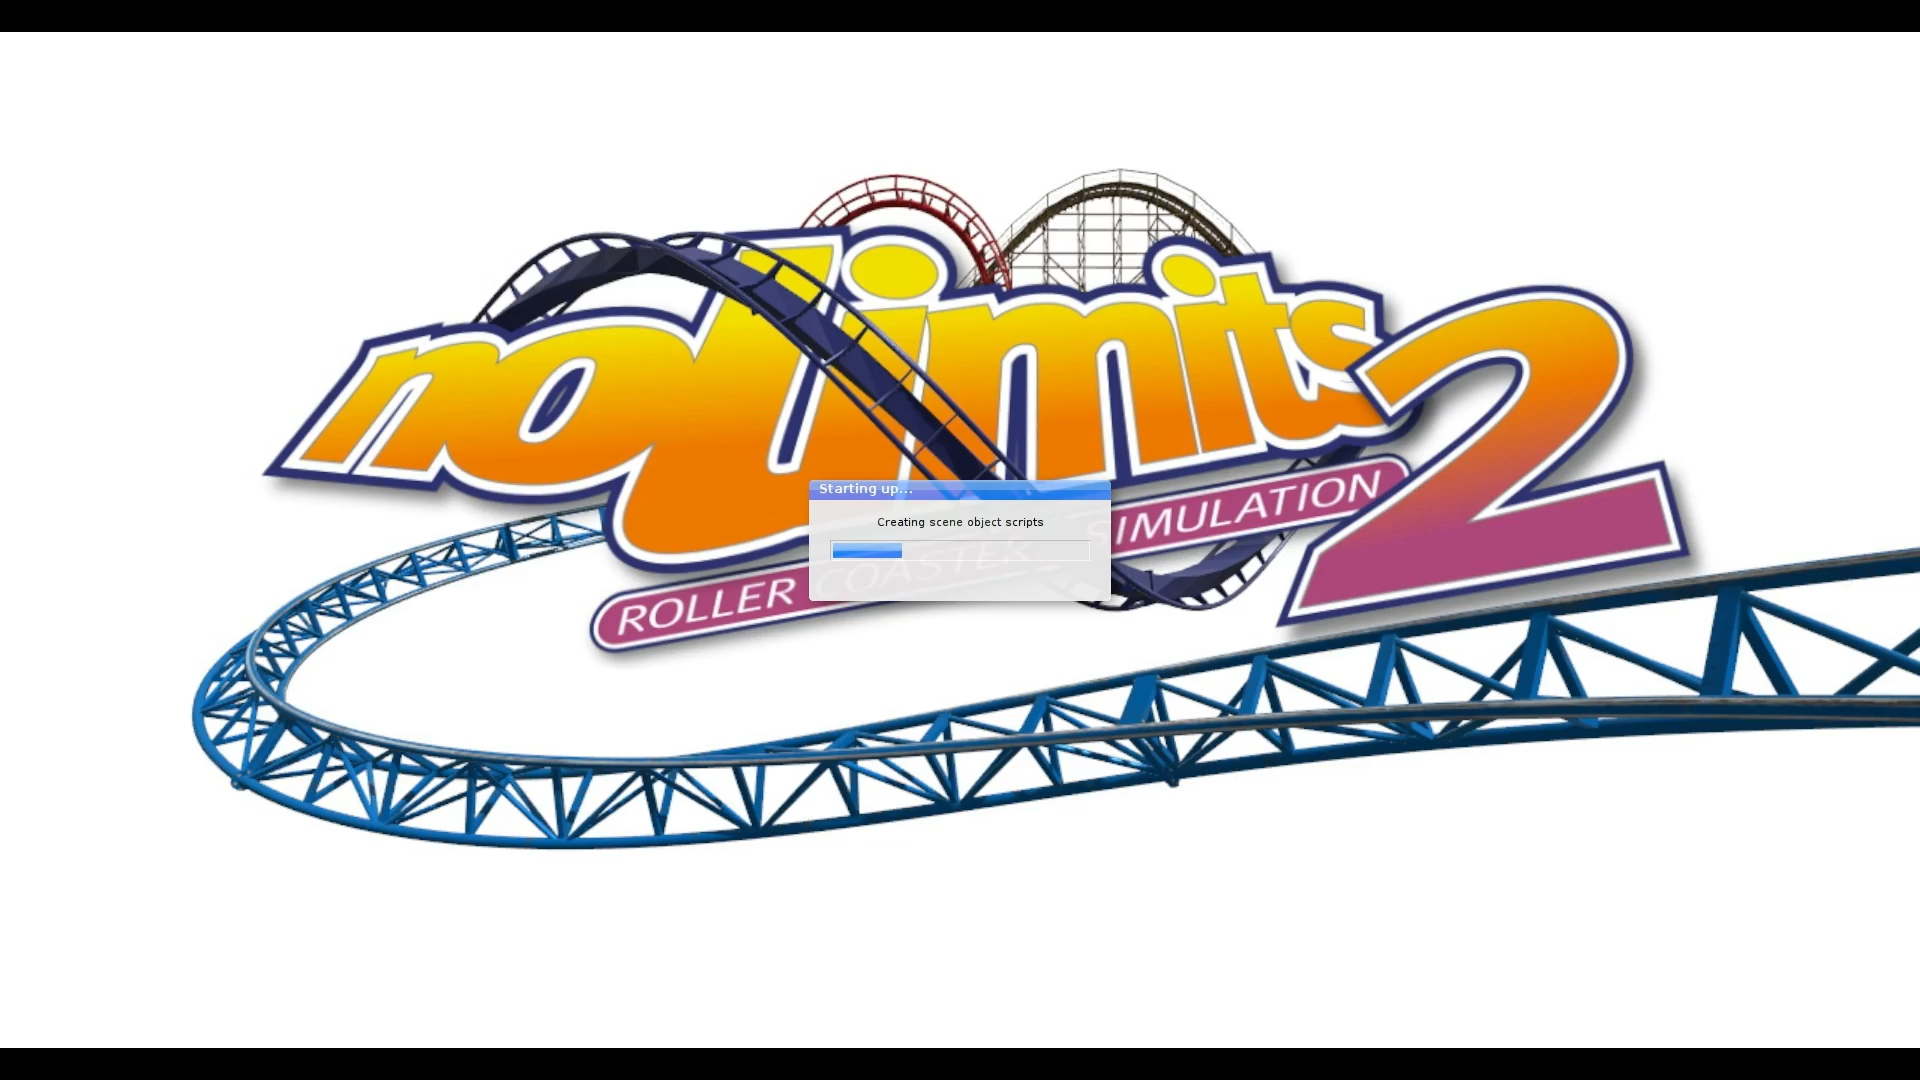 noLimits 2
ROLLER COASTER SIMULATION
Starting up...
Creating scene object scripts